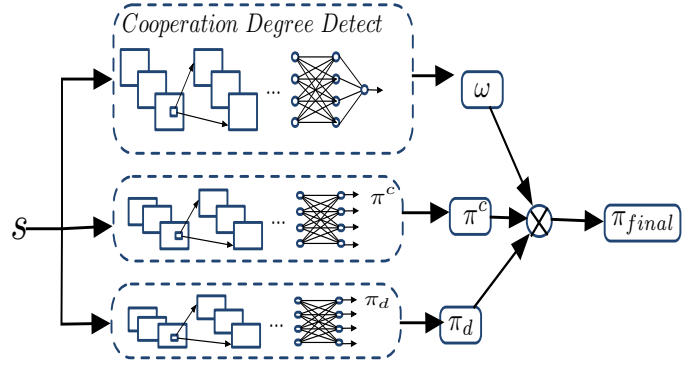 Cooperation Degree Detect
...
ω
s
...
π^c
π^c
π_final
...
π_d
π_d